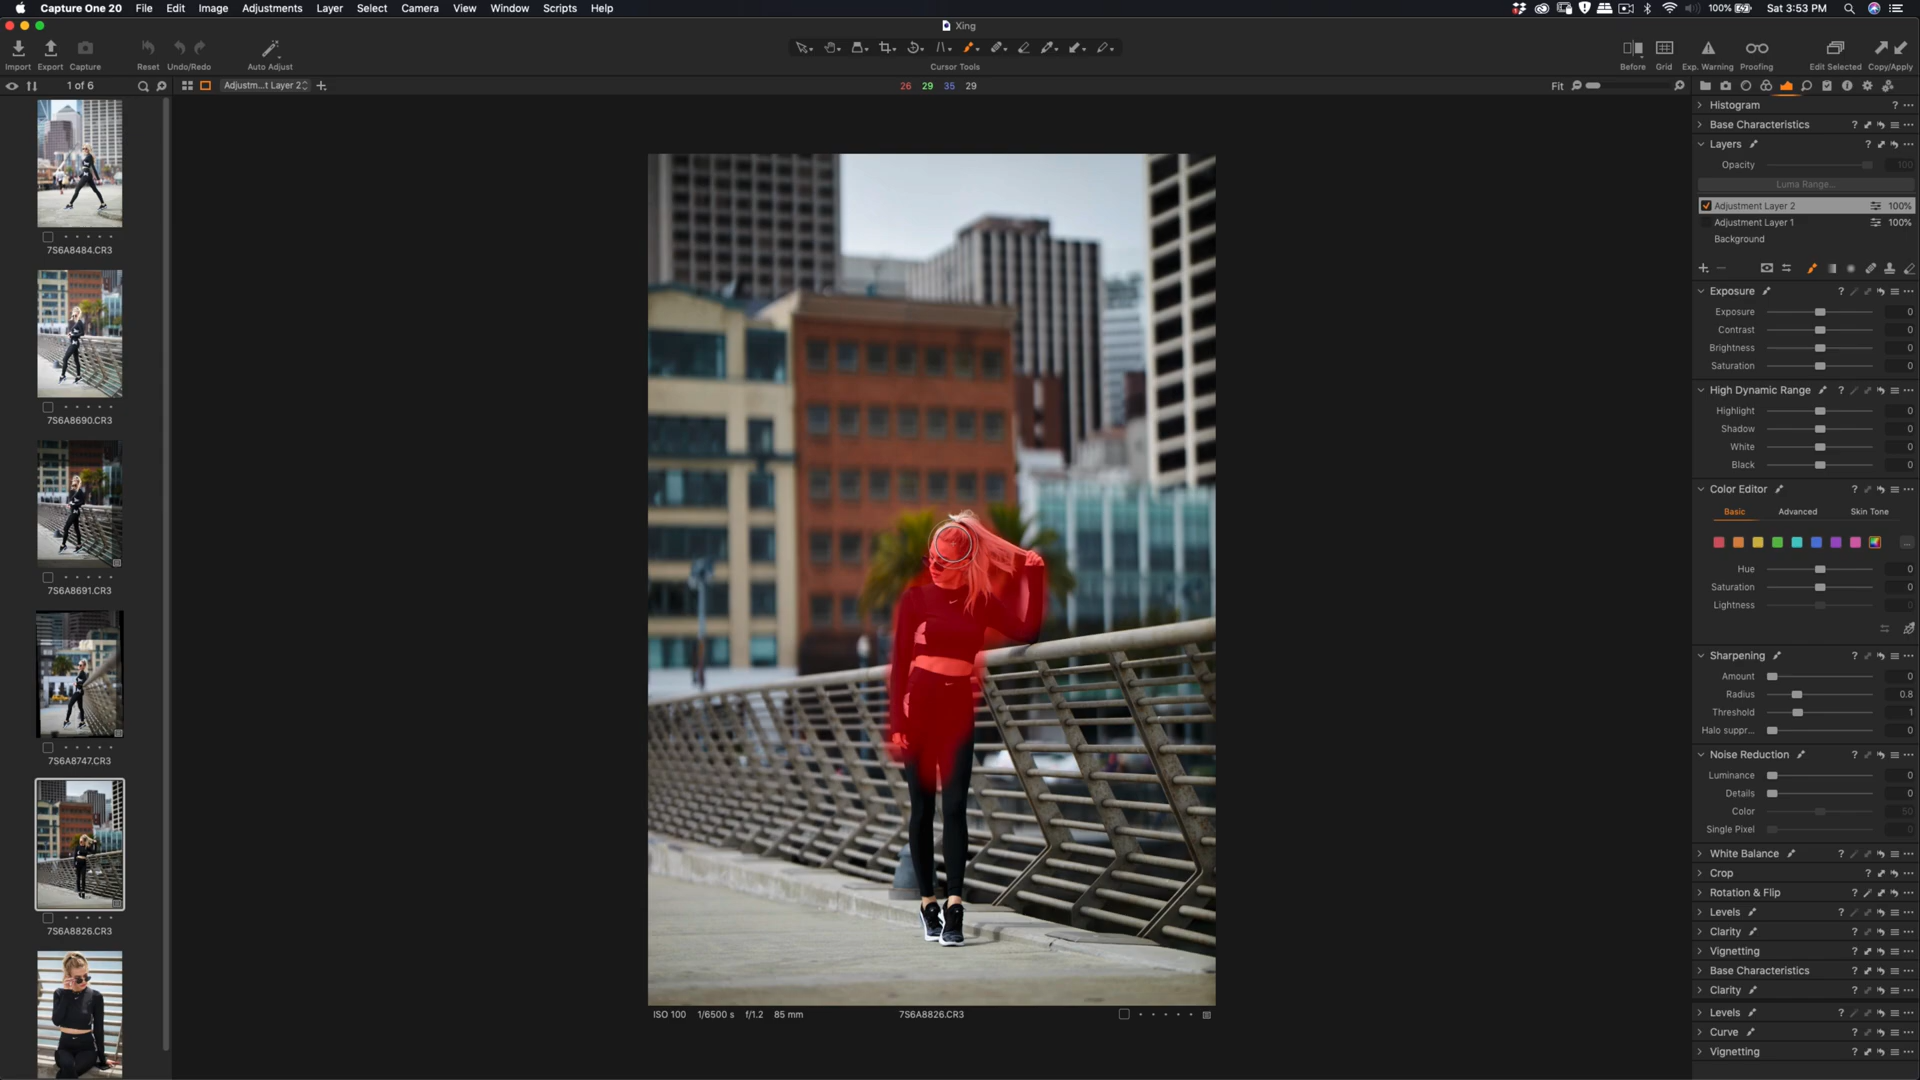 Capture One 20 File Edit Image Adjustments Layer Select Camera View Window Scripts Help 100% Sat 3:53 PM
Xing
Import Export Capture Reset Undo/Redo Auto Adjust Cursor Tools Before Grid Exp. Warning Proofing Edit Selected Copy/Apply
1 of 6 Adjustm...t Layer 2 26 29 35 29 Fit
7S6A8484.CR3
7S6A8690.CR3
7S6A8691.CR3
7S6A8747.CR3
7S6A8826.CR3
ISO 100 1/6500 s f/1.2 85 mm 7S6A8826.CR3
Histogram
Base Characteristics
Layers
Opacity 100
Luma Range...
Adjustment Layer 2 100%
Adjustment Layer 1 100%
Background
Exposure
Exposure 0
Contrast 0
Brightness 0
Saturation 0
High Dynamic Range
Highlight 0
Shadow 0
White 0
Black 0
Color Editor
Basic Advanced Skin Tone
Hue 0
Saturation 0
Lightness 0
Sharpening
Amount 0
Radius 0.8
Threshold 1
Halo suppr... 0
Noise Reduction
Luminance 0
Details 0
Color 50
Single Pixel 0
White Balance
Crop
Rotation & Flip
Levels
Clarity
Vignetting
Base Characteristics
Clarity
Levels
Curve
Vignetting